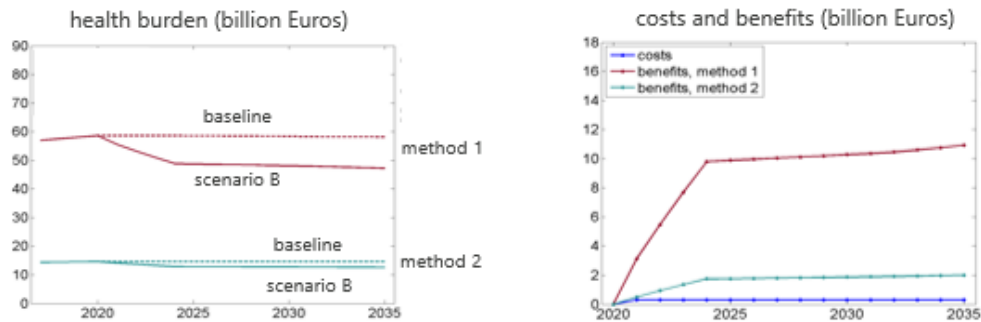 health burden (billion Euros)
90
80
70
60
50
40
30
20
10
0
2020
2025
2030
2035
baseline
method 1
scenario B
baseline
method 2
scenario B
costs and benefits (billion Euros)
18
16
14
12
10
8
6
4
2
0
2020
2025
2030
2035
costs
benefits, method 1
benefits, method 2